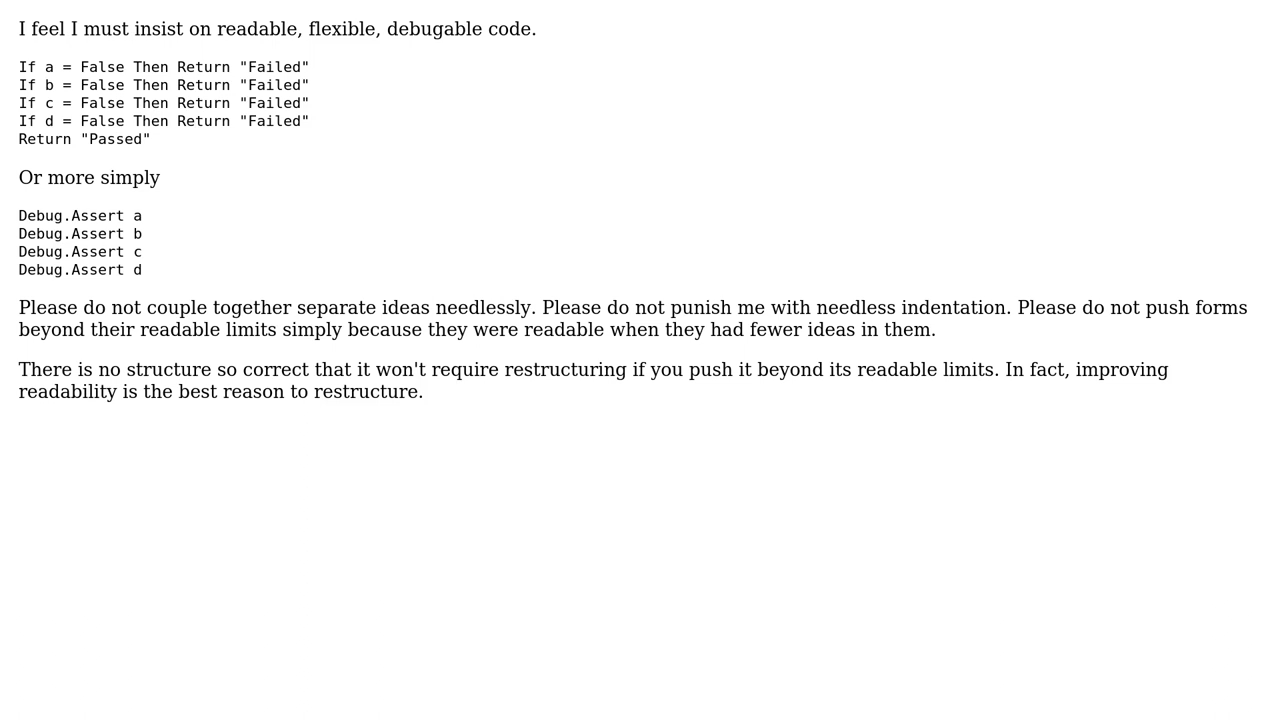 I feel I must insist on readable, flexible, debugable code.
If a = False Then Return "Failed"
If b = False Then Return "Failed"
If c = False Then Return "Failed"
If d = False Then Return "Failed"
Return "Passed"
Or more simply
Debug.Assert a
Debug.Assert b
Debug.Assert c
Debug.Assert d
Please do not couple together separate ideas needlessly. Please do not punish me with needless indentation. Please do not push forms
beyond their readable limits simply because they were readable when they had fewer ideas in them.
There is no structure so correct that it won't require restructuring if you push it beyond its readable limits. In fact, improving
readability is the best reason to restructure.